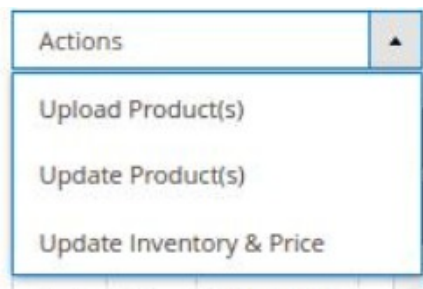 Actions
Upload Product(s)
Update Product(s)
Update Inventory & Price